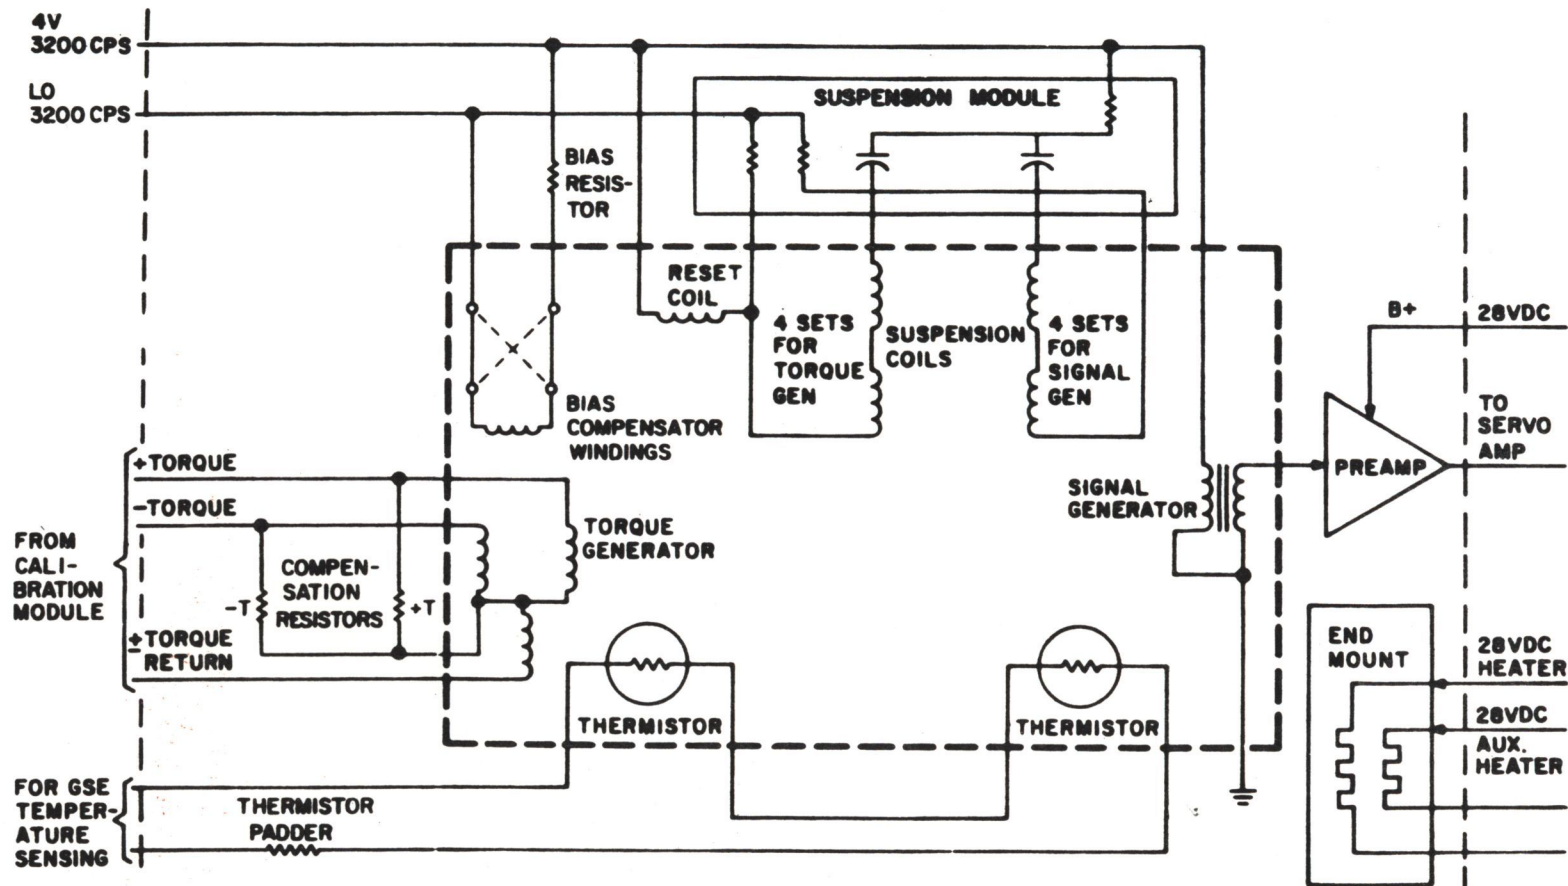 4V
3200 CPS
LO
3200 CPS
SUSPENSION MODULE
BIAS
RESIS-
TOR
RESET
COIL
4 SETS
FOR
TORQUE
GEN
SUSPENSION
COILS
4 SETS
FOR
SIGNAL
GEN
B+
28VDC
BIAS
COMPENSATOR
WINDINGS
TO
SERVO
AMP
PREAMP
SIGNAL
GENERATOR
+TORQUE
-TORQUE
FROM
CALI-
BRATION
MODULE
COMPEN-
SATION
RESISTORS
-T
+T
TORQUE
GENERATOR
±TORQUE
RETURN
THERMISTOR
THERMISTOR
END
MOUNT
28VDC
HEATER
28VDC
AUX.
HEATER
FOR GSE
TEMPER-
ATURE
SENSING
THERMISTOR
PADDER